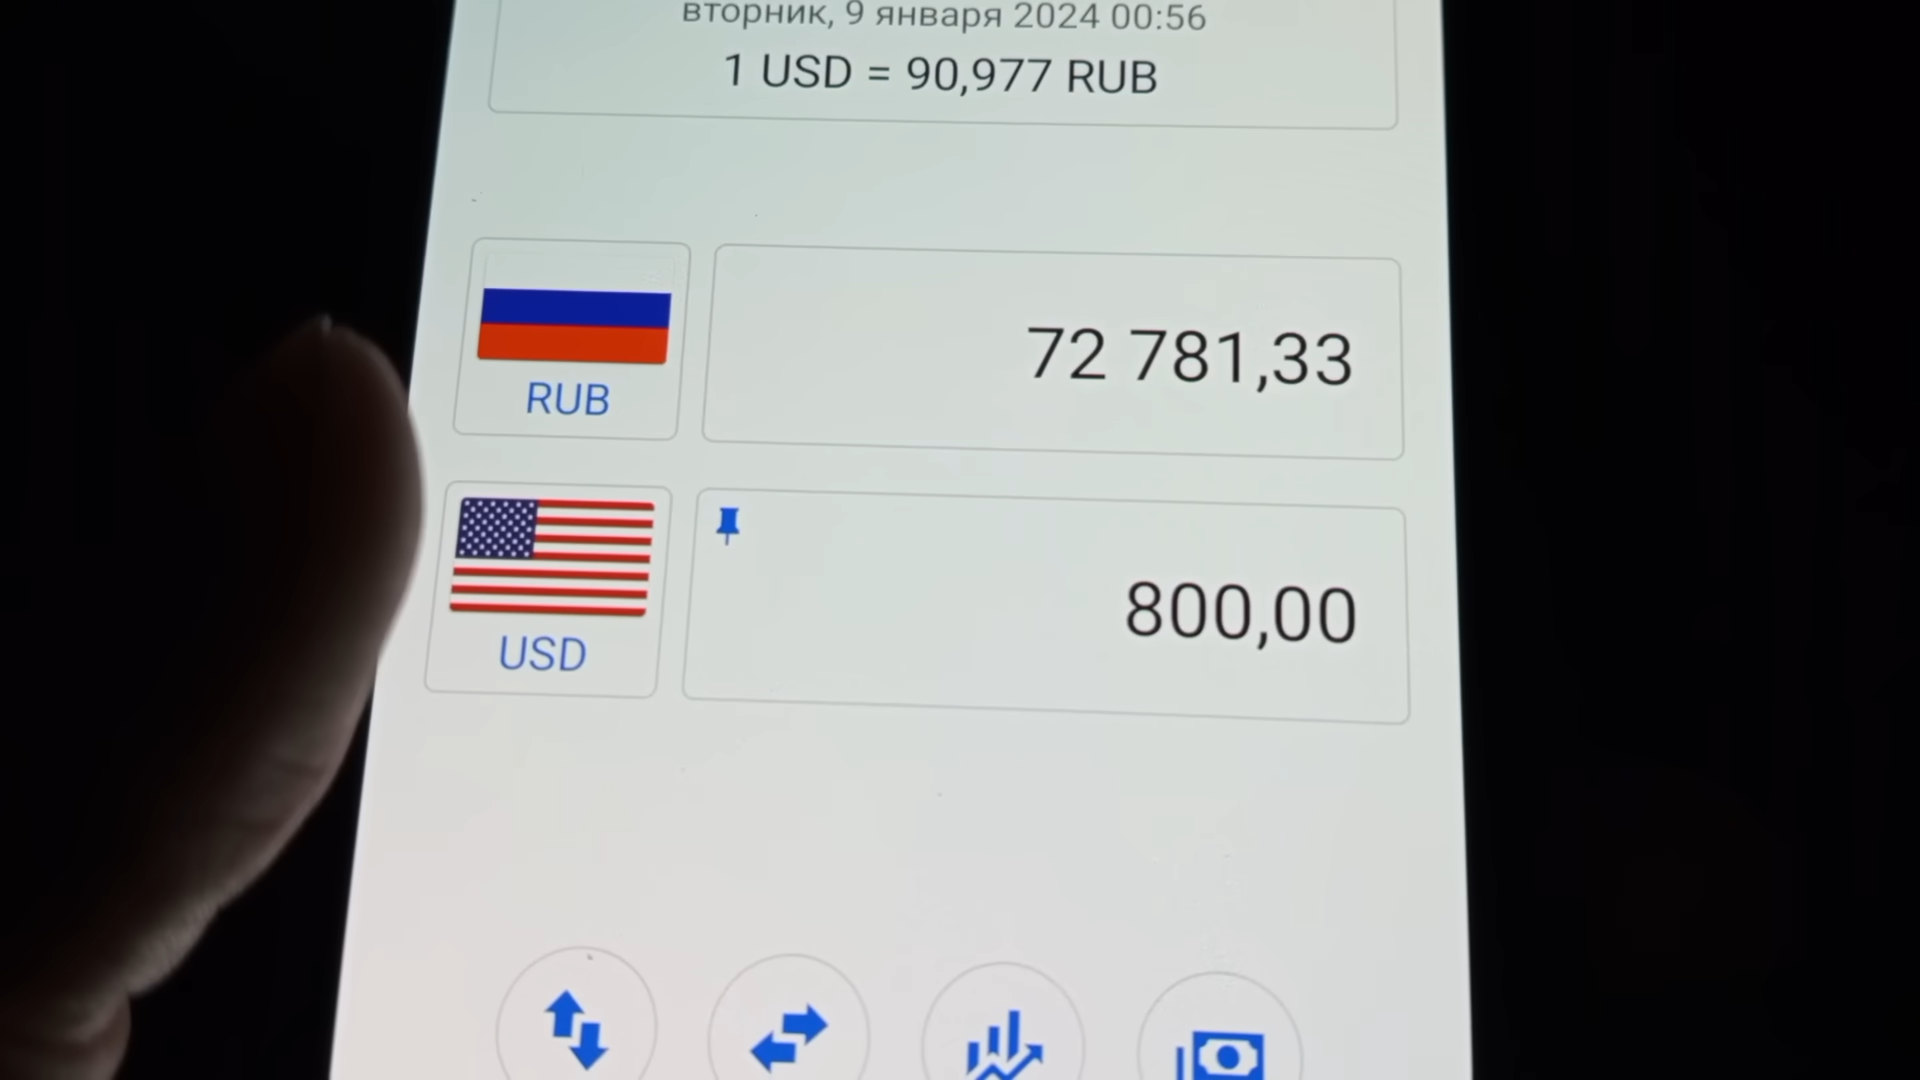 вторник, 9 января 2024 00:56
1 USD = 90,977 RUB
72 781,33
RUB
800,00
USD